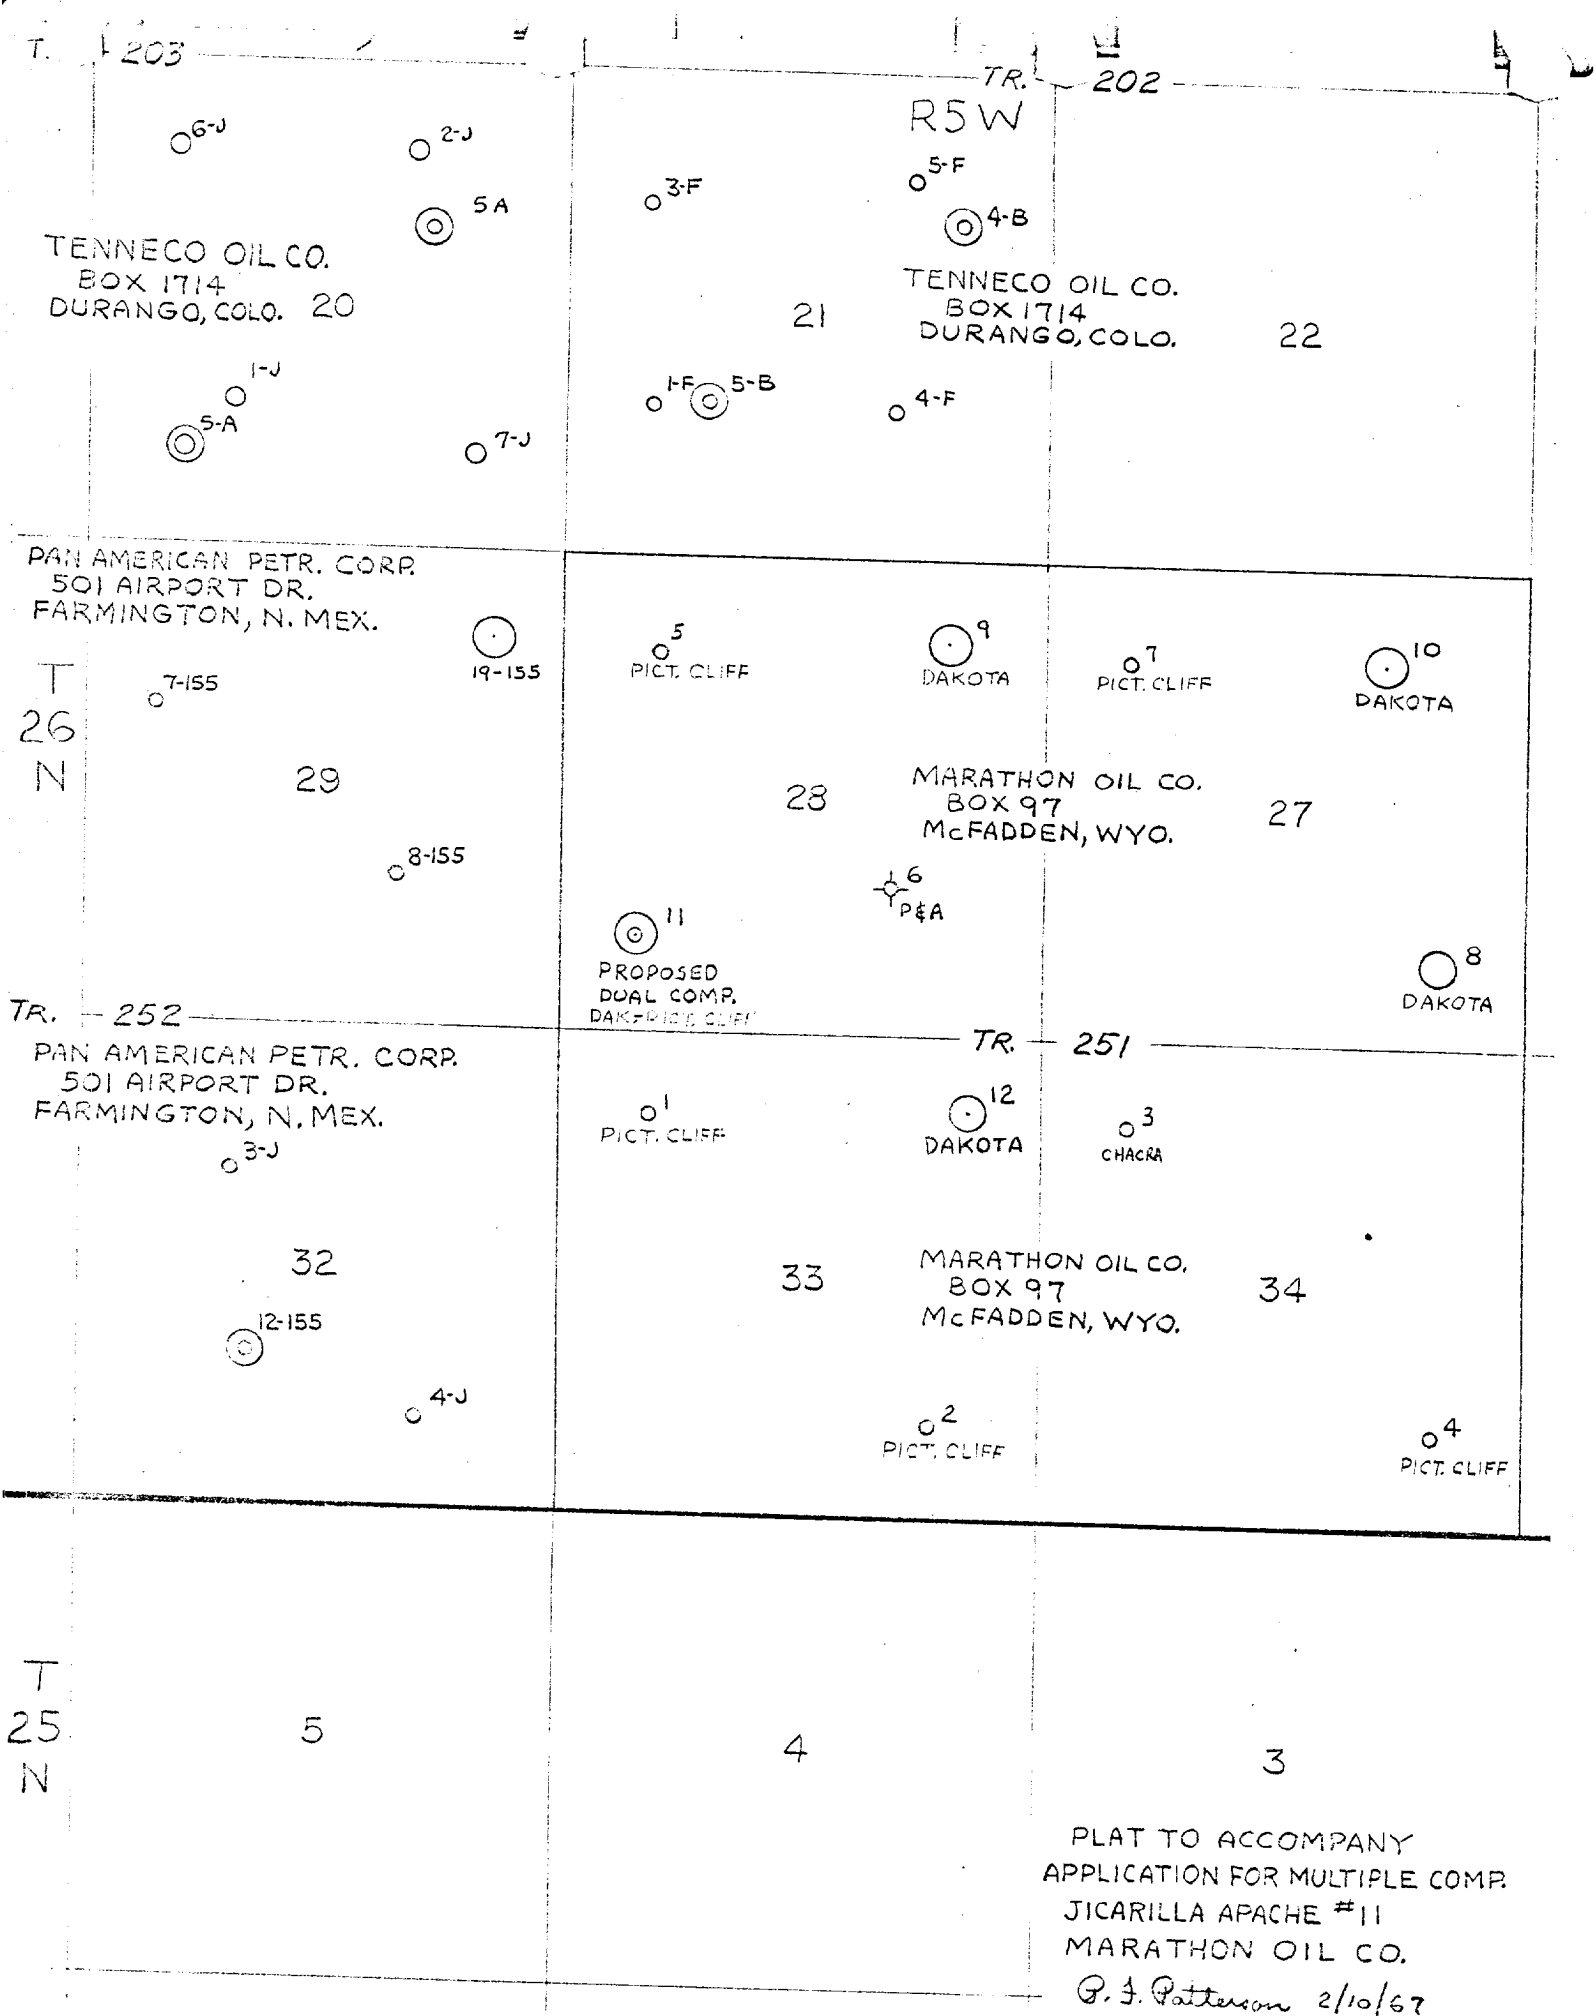 T. 203
TR. 202
R5W
6-J
2-J
5A
3-F
5-F
4-B
TENNECO OIL CO.
BOX 1714
DURANGO, COLO.
20
21
TENNECO OIL CO.
BOX 1714
DURANGO, COLO.
22
1-J
5-A
7-J
1-F
5-B
4-F
PAN AMERICAN PETR. CORP.
501 AIRPORT DR.
FARMINGTON, N. MEX.
19-155
5
PICT. CLIFF
9
DAKOTA
7
PICT. CLIFF
10
DAKOTA
T
26
N
7-155
29
28
MARATHON OIL CO.
BOX 97
McFADDEN, WYO.
27
8-155
6
P&A
11
PROPOSED
DUAL COMP.
DAK-PICT. CLIFF
8
DAKOTA
TR. 252
TR. 251
PAN AMERICAN PETR. CORP.
501 AIRPORT DR.
FARMINGTON, N. MEX.
3-J
1
PICT. CLIFF
12
DAKOTA
3
CHACRA
32
33
MARATHON OIL CO.
BOX 97
McFADDEN, WYO.
34
12-155
4-J
2
PICT. CLIFF
4
PICT. CLIFF
T
25
N
5
4
3
PLAT TO ACCOMPANY
APPLICATION FOR MULTIPLE COMP.
JICARILLA APACHE #11
MARATHON OIL CO.
P. F. Patterson 2/10/67